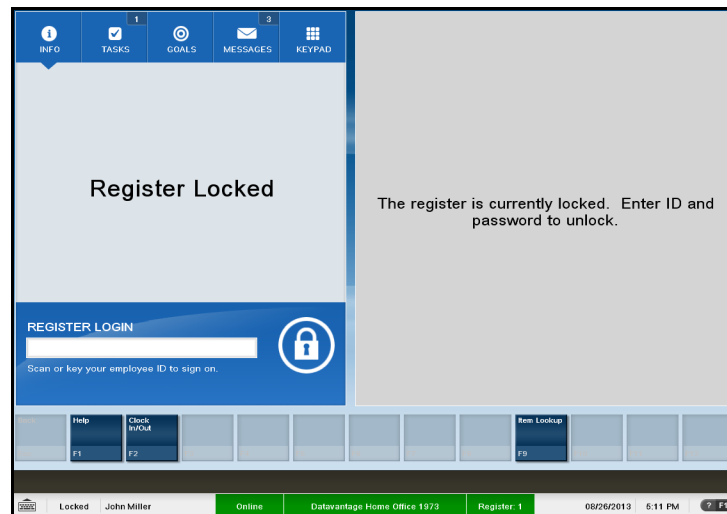 1
3
INFO
TASKS
GOALS
MESSAGES
KEYPAD
Register Locked
The register is currently locked. Enter ID and
password to unlock.
REGISTER LOGIN
Scan or key your employee ID to sign on.
Help
F1
Clock
In/Out
F2
Item Lookup
F9
Locked
John Miller
Online
Datavantage Home Office 1973
Register: 1
08/26/2013
5:11 PM
? F1